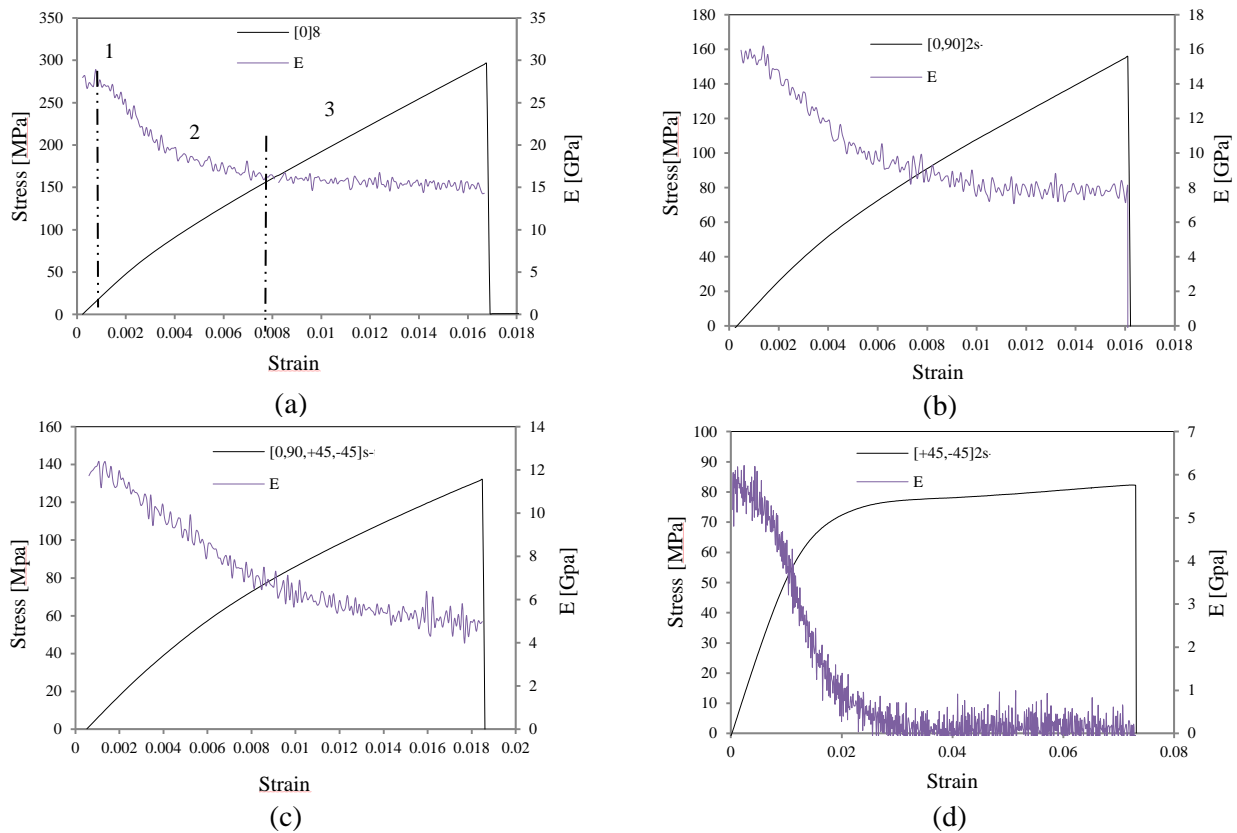 350
300
250
200
150
100
50
0
35
30
25
20
15
10
5
0
0 0.002 0.004 0.006 0.008 0.01 0.012 0.014 0.016 0.018
Stress [MPa]
E [GPa]
Strain
[0]8
E
1
2
3
(a)
180
160
140
120
100
80
60
40
20
0
18
16
14
12
10
8
6
4
2
0
0 0.002 0.004 0.006 0.008 0.01 0.012 0.014 0.016 0.018
Stress[MPa]
E [GPa]
Strain
[0,90]2s-
E
(b)
160
140
120
100
80
60
40
20
0
14
12
10
8
6
4
2
0
0 0.002 0.004 0.006 0.008 0.01 0.012 0.014 0.016 0.018 0.02
Stress [Mpa]
E [Gpa]
Strain
[0,90,+45,-45]s-
E
(c)
100
90
80
70
60
50
40
30
20
10
0
7
6
5
4
3
2
1
0
0 0.02 0.04 0.06 0.08
Stress [MPa]
E [Gpa]
Strain
[+45,-45]2s-
E
(d)